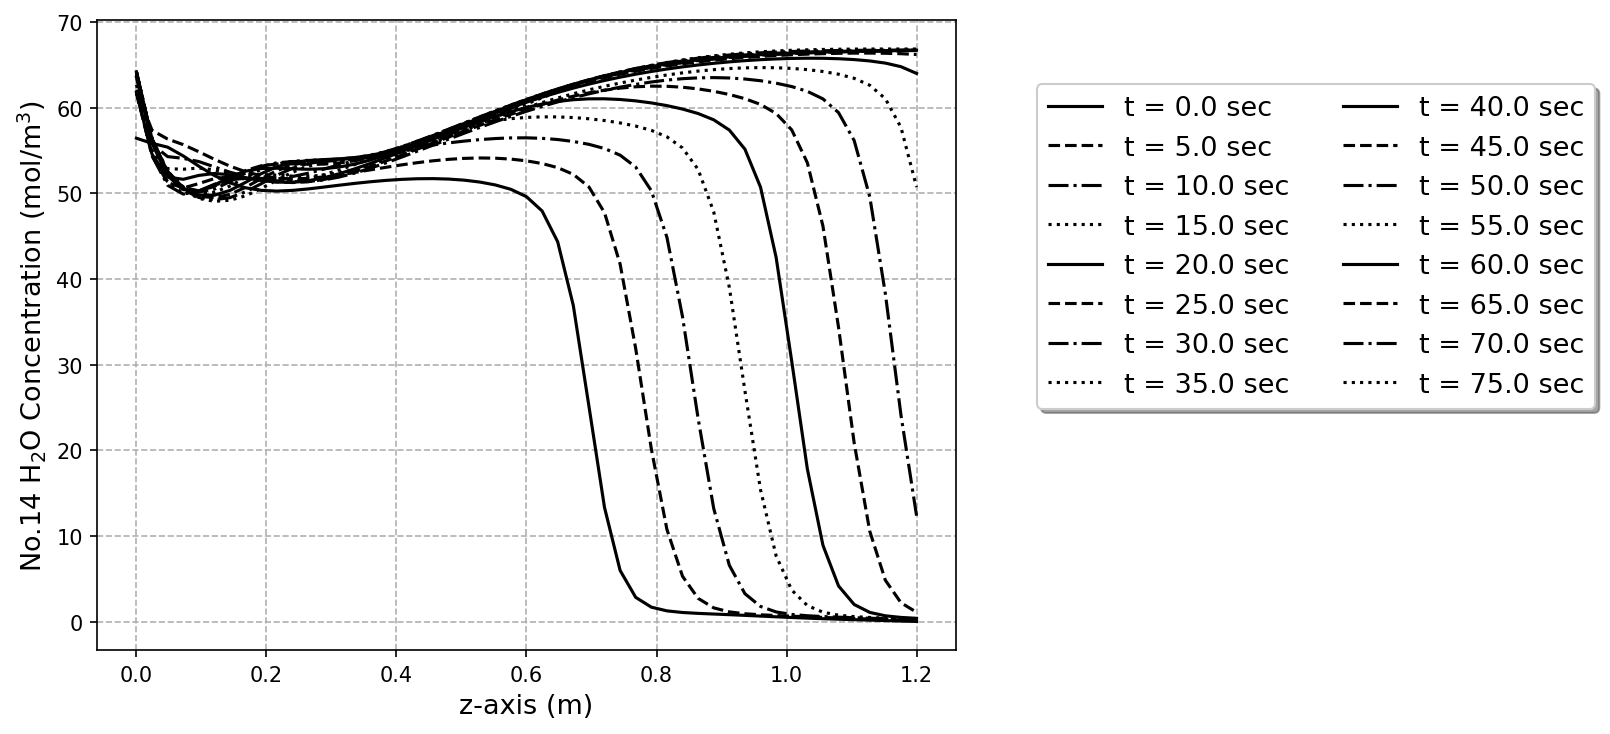 70
60
50
40
30
20
10
0
0.0 0.2 0.4 0.6 0.8 1.0 1.2
z-axis (m)
No.14 H₂O Concentration (mol/m³)
t = 0.0 sec
t = 5.0 sec
t = 10.0 sec
t = 15.0 sec
t = 20.0 sec
t = 25.0 sec
t = 30.0 sec
t = 35.0 sec
t = 40.0 sec
t = 45.0 sec
t = 50.0 sec
t = 55.0 sec
t = 60.0 sec
t = 65.0 sec
t = 70.0 sec
t = 75.0 sec